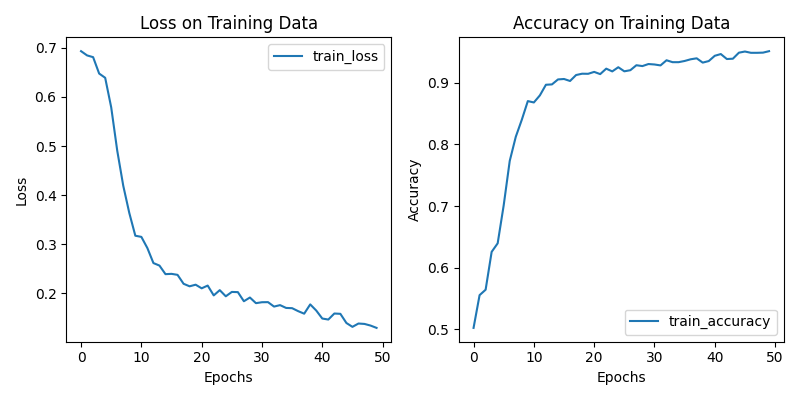 Loss on Training Data
0.7
0.6
0.5
0.4
0.3
0.2
Loss
train_loss
0 10 20 30 40 50
Epochs
Accuracy on Training Data
0.9
0.8
0.7
0.6
0.5
Accuracy
train_accuracy
0 10 20 30 40 50
Epochs